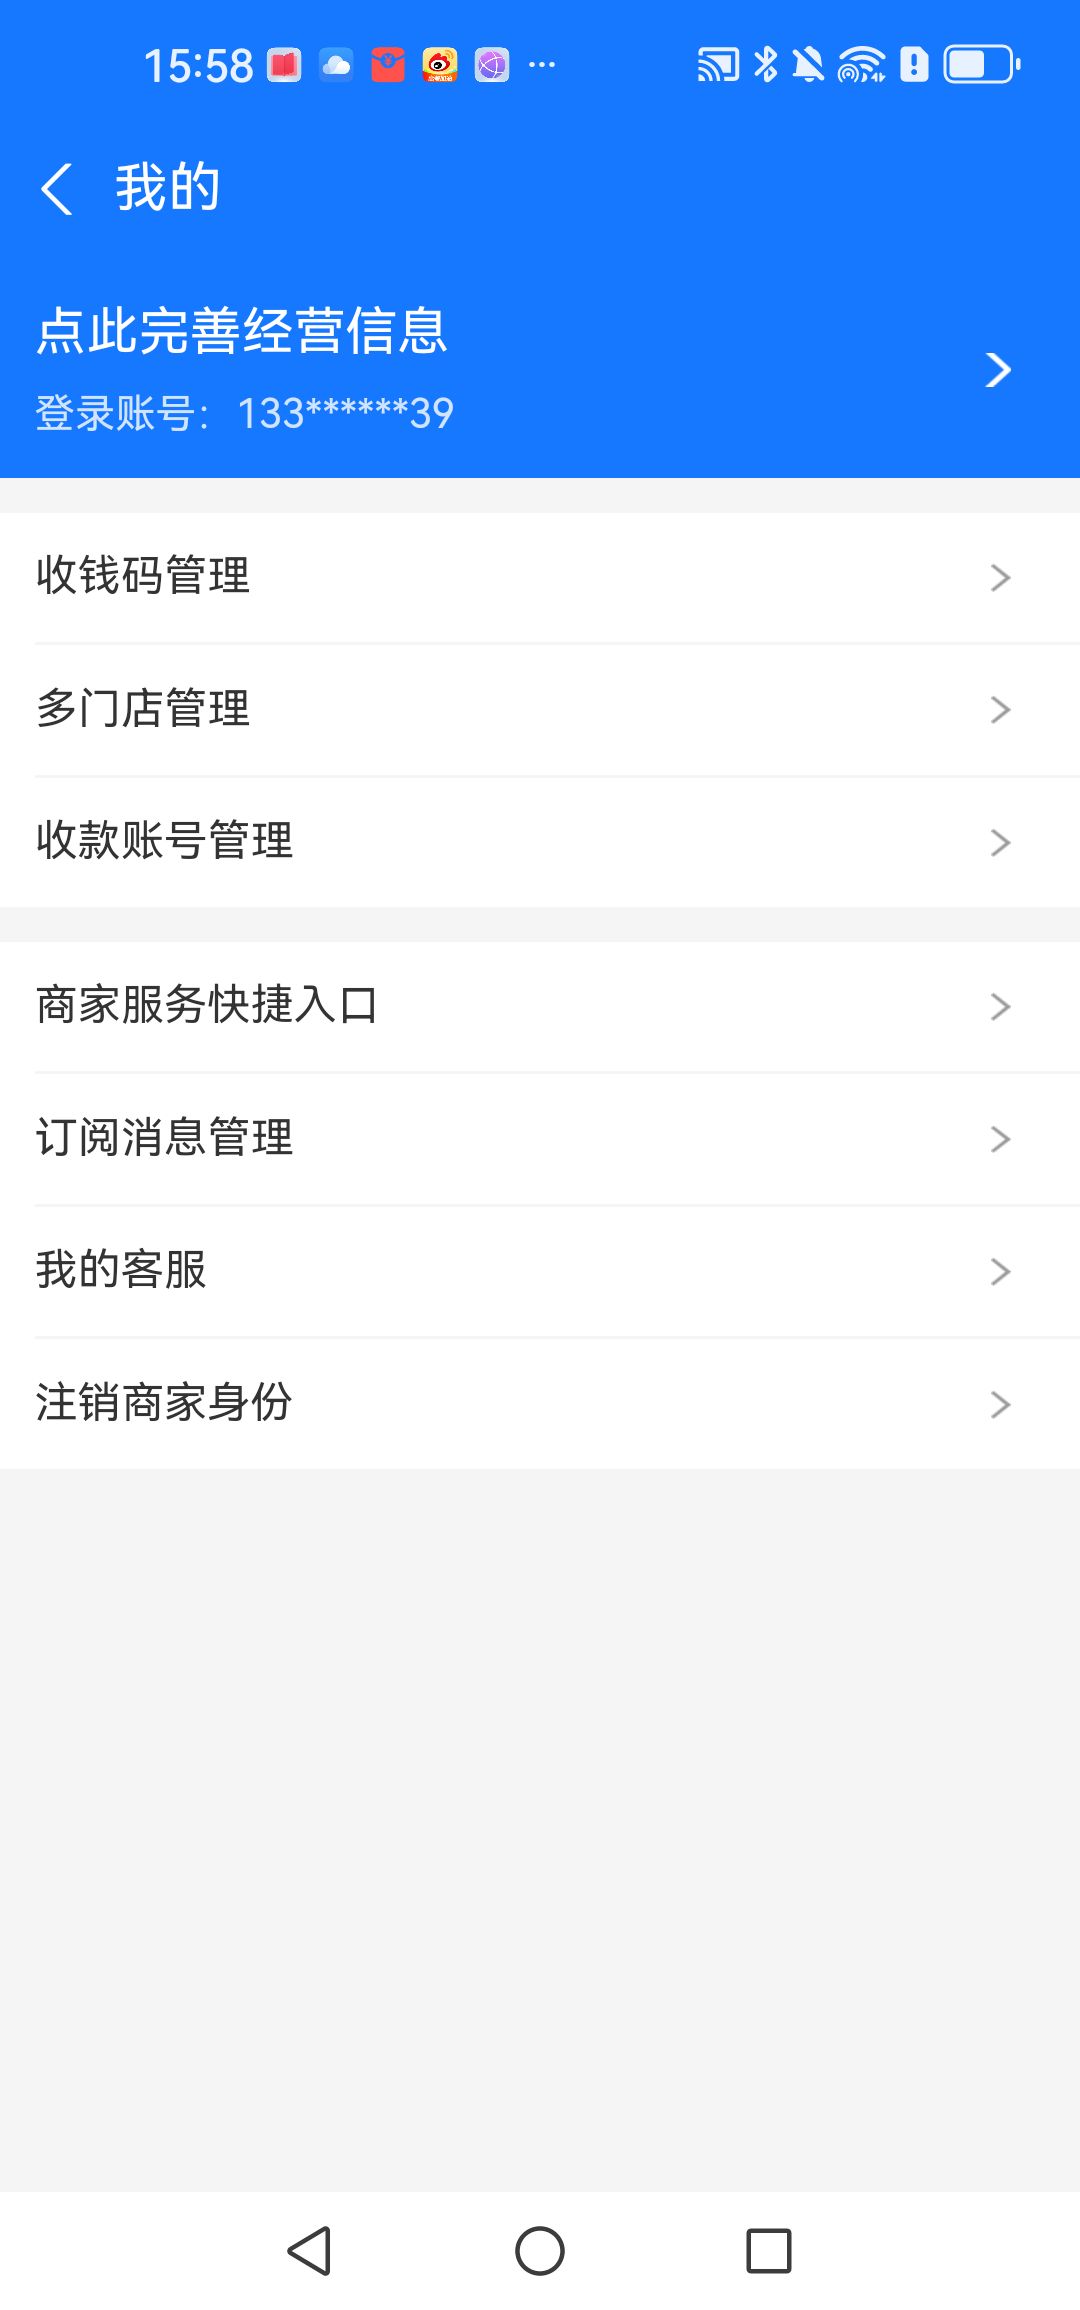 15:58
我的
点此完善经营信息
登录账号：133******39
收钱码管理
多门店管理
收款账号管理
商家服务快捷入口
订阅消息管理
我的客服
注销商家身份